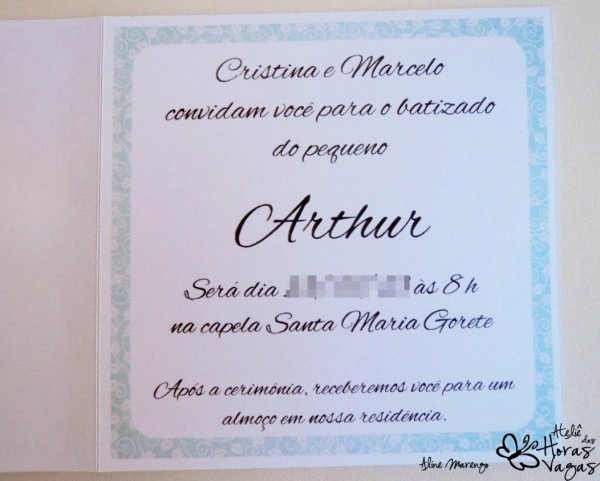 Cristina e Marcelo
convidam você para o batizado
do pequeno
Arthur
Será dia às 8 h
na capela Santa Maria Gorete
Após a cerimônia, receberemos você para um
almoço em nossa residência.
Aline Marengo
Ateliê das
Horas
Vagas